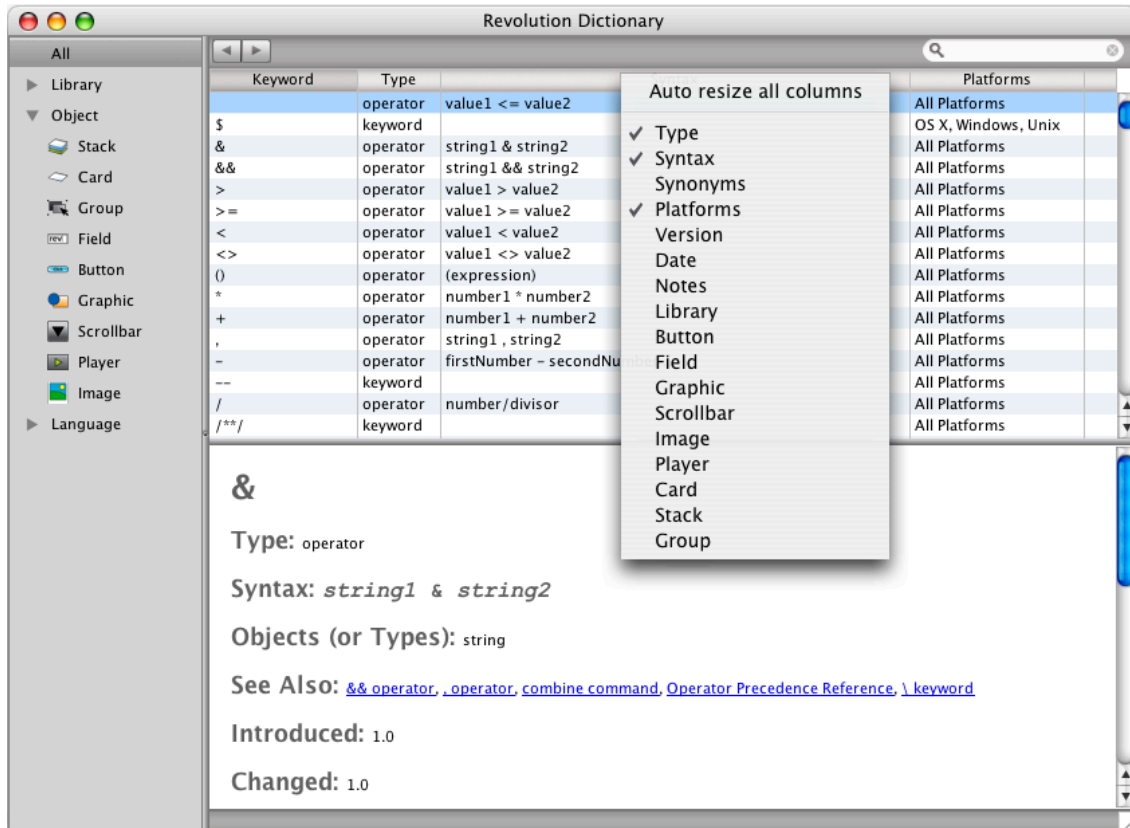 Revolution Dictionary
All
Library
Object
Stack
Card
Group
Field
Button
Graphic
Scrollbar
Player
Image
Language
Keyword Type Platforms
operator value1 <= value2 All Platforms
$ keyword OS X, Windows, Unix
& operator string1 & string2 All Platforms
&& operator string1 && string2 All Platforms
> operator value1 > value2 All Platforms
>= operator value1 >= value2 All Platforms
< operator value1 < value2 All Platforms
<> operator value1 <> value2 All Platforms
() operator (expression) All Platforms
* operator number1 * number2 All Platforms
+ operator number1 + number2 All Platforms
, operator string1 , string2 All Platforms
- operator firstNumber - secondNumber All Platforms
-- keyword All Platforms
/ operator number/divisor All Platforms
/**/ keyword All Platforms
Auto resize all columns
✓ Type
✓ Syntax
Synonyms
✓ Platforms
Version
Date
Notes
Library
Button
Field
Graphic
Scrollbar
Image
Player
Card
Stack
Group
&
Type: operator
Syntax: string1 & string2
Objects (or Types): string
See Also: && operator, , operator, combine command, Operator Precedence Reference, \ keyword
Introduced: 1.0
Changed: 1.0